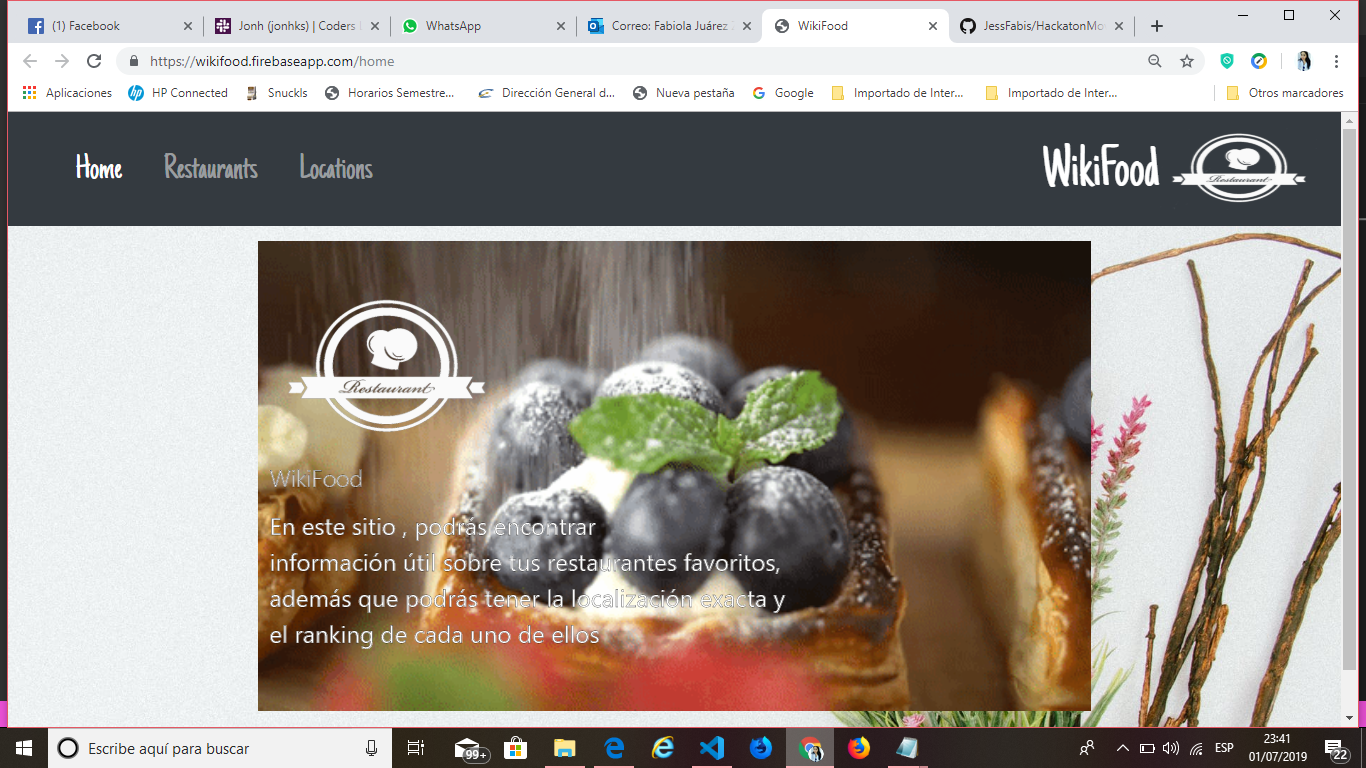 (1) Facebook
Jonh (jonhks) | Coders
WhatsApp
Correo: Fabiola Juárez
WikiFood
JessFabis/HackatonMo
https://wikifood.firebaseapp.com/home
Aplicaciones
HP Connected
Snuckls
Horarios Semestre...
Dirección General d...
Nueva pestaña
Google
Importado de Inter...
Importado de Inter...
Otros marcadores
Home
Restaurants
Locations
WikiFood
Restaurant
Restaurant
WikiFood
En este sitio , podrás encontrar
información útil sobre tus restaurantes favoritos,
además que podrás tener la localización exacta y
el ranking de cada uno de ellos
Escribe aquí para buscar
99+
ESP
23:41
01/07/2019
22